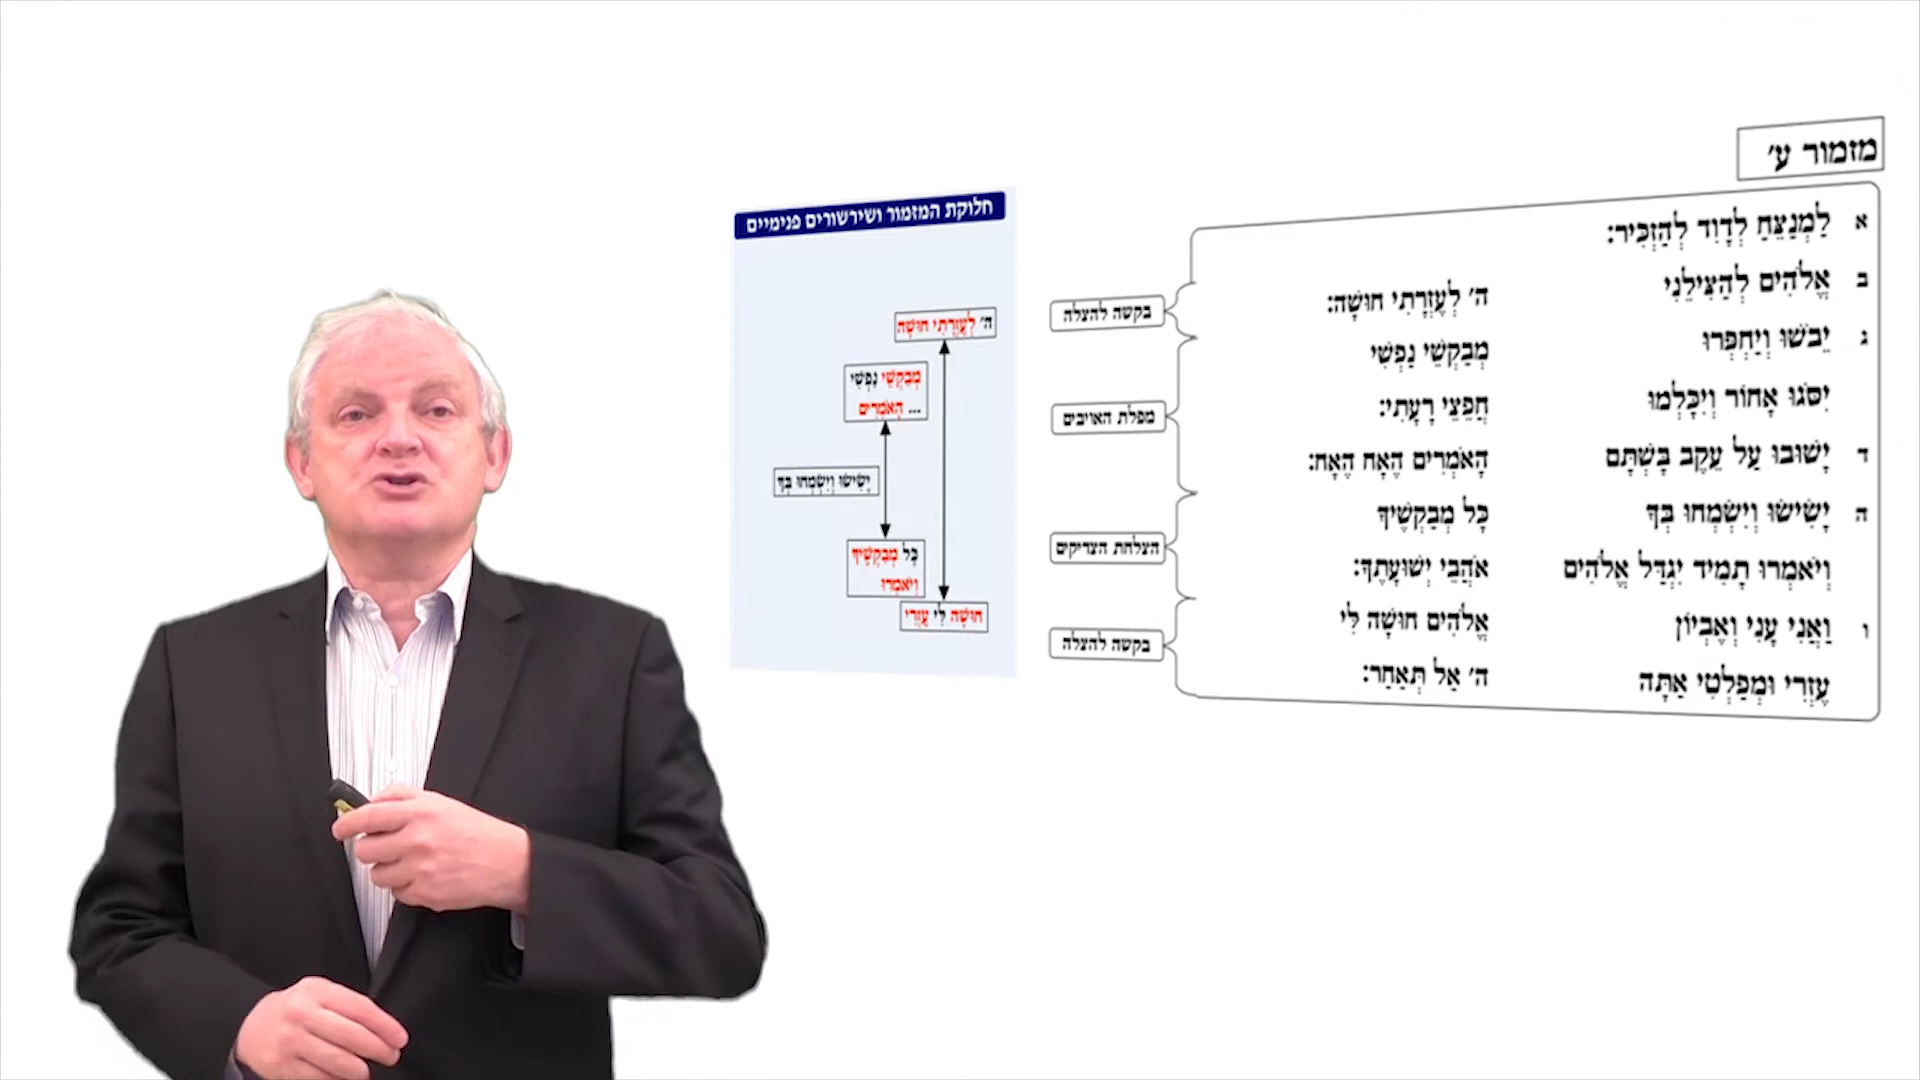 מזמור ע׳
א לַמְנַצֵּחַ לְדָוִד לְהַזְכִּיר:
ב אֱלֹהִים לְהַצִּילֵנִי ה׳ לְעֶזְרָתִי חוּשָׁה:
ג יֵבֹשׁוּ וְיַחְפְּרוּ מְבַקְשֵׁי נַפְשִׁי
יִסֹּגוּ אָחוֹר וְיִכָּלְמוּ חֲפֵצֵי רָעָתִי:
ד יָשׁוּבוּ עַל עֵקֶב בָּשְׁתָּם הָאֹמְרִים הֶאָח הֶאָח:
ה יָשִׂישׂוּ וְיִשְׂמְחוּ בְּךָ כָּל מְבַקְשֶׁיךָ
וְיֹאמְרוּ תָמִיד יִגְדַּל אֱלֹהִים אֹהֲבֵי יְשׁוּעָתֶךָ:
ו וַאֲנִי עָנִי וְאֶבְיוֹן אֱלֹהִים חוּשָׁה לִּי
עֶזְרִי וּמְפַלְטִי אַתָּה ה׳ אַל תְּאַחַר:
בקשה להצלה
מפלת האויבים
הצלחת הצדיקים
בקשה להצלה
חלוקת המזמור ושירשורים פנימיים
ה׳ לְעֶזְרָתִי חוּשָׁה
מְבַקְשֵׁי נַפְשִׁי
... הָאֹמְרִים
יָשִׂישׂוּ וְיִשְׂמְחוּ בְּךָ
כָּל מְבַקְשֶׁיךָ
וְיֹאמְרוּ
חוּשָׁה לִּי עֶזְרִי